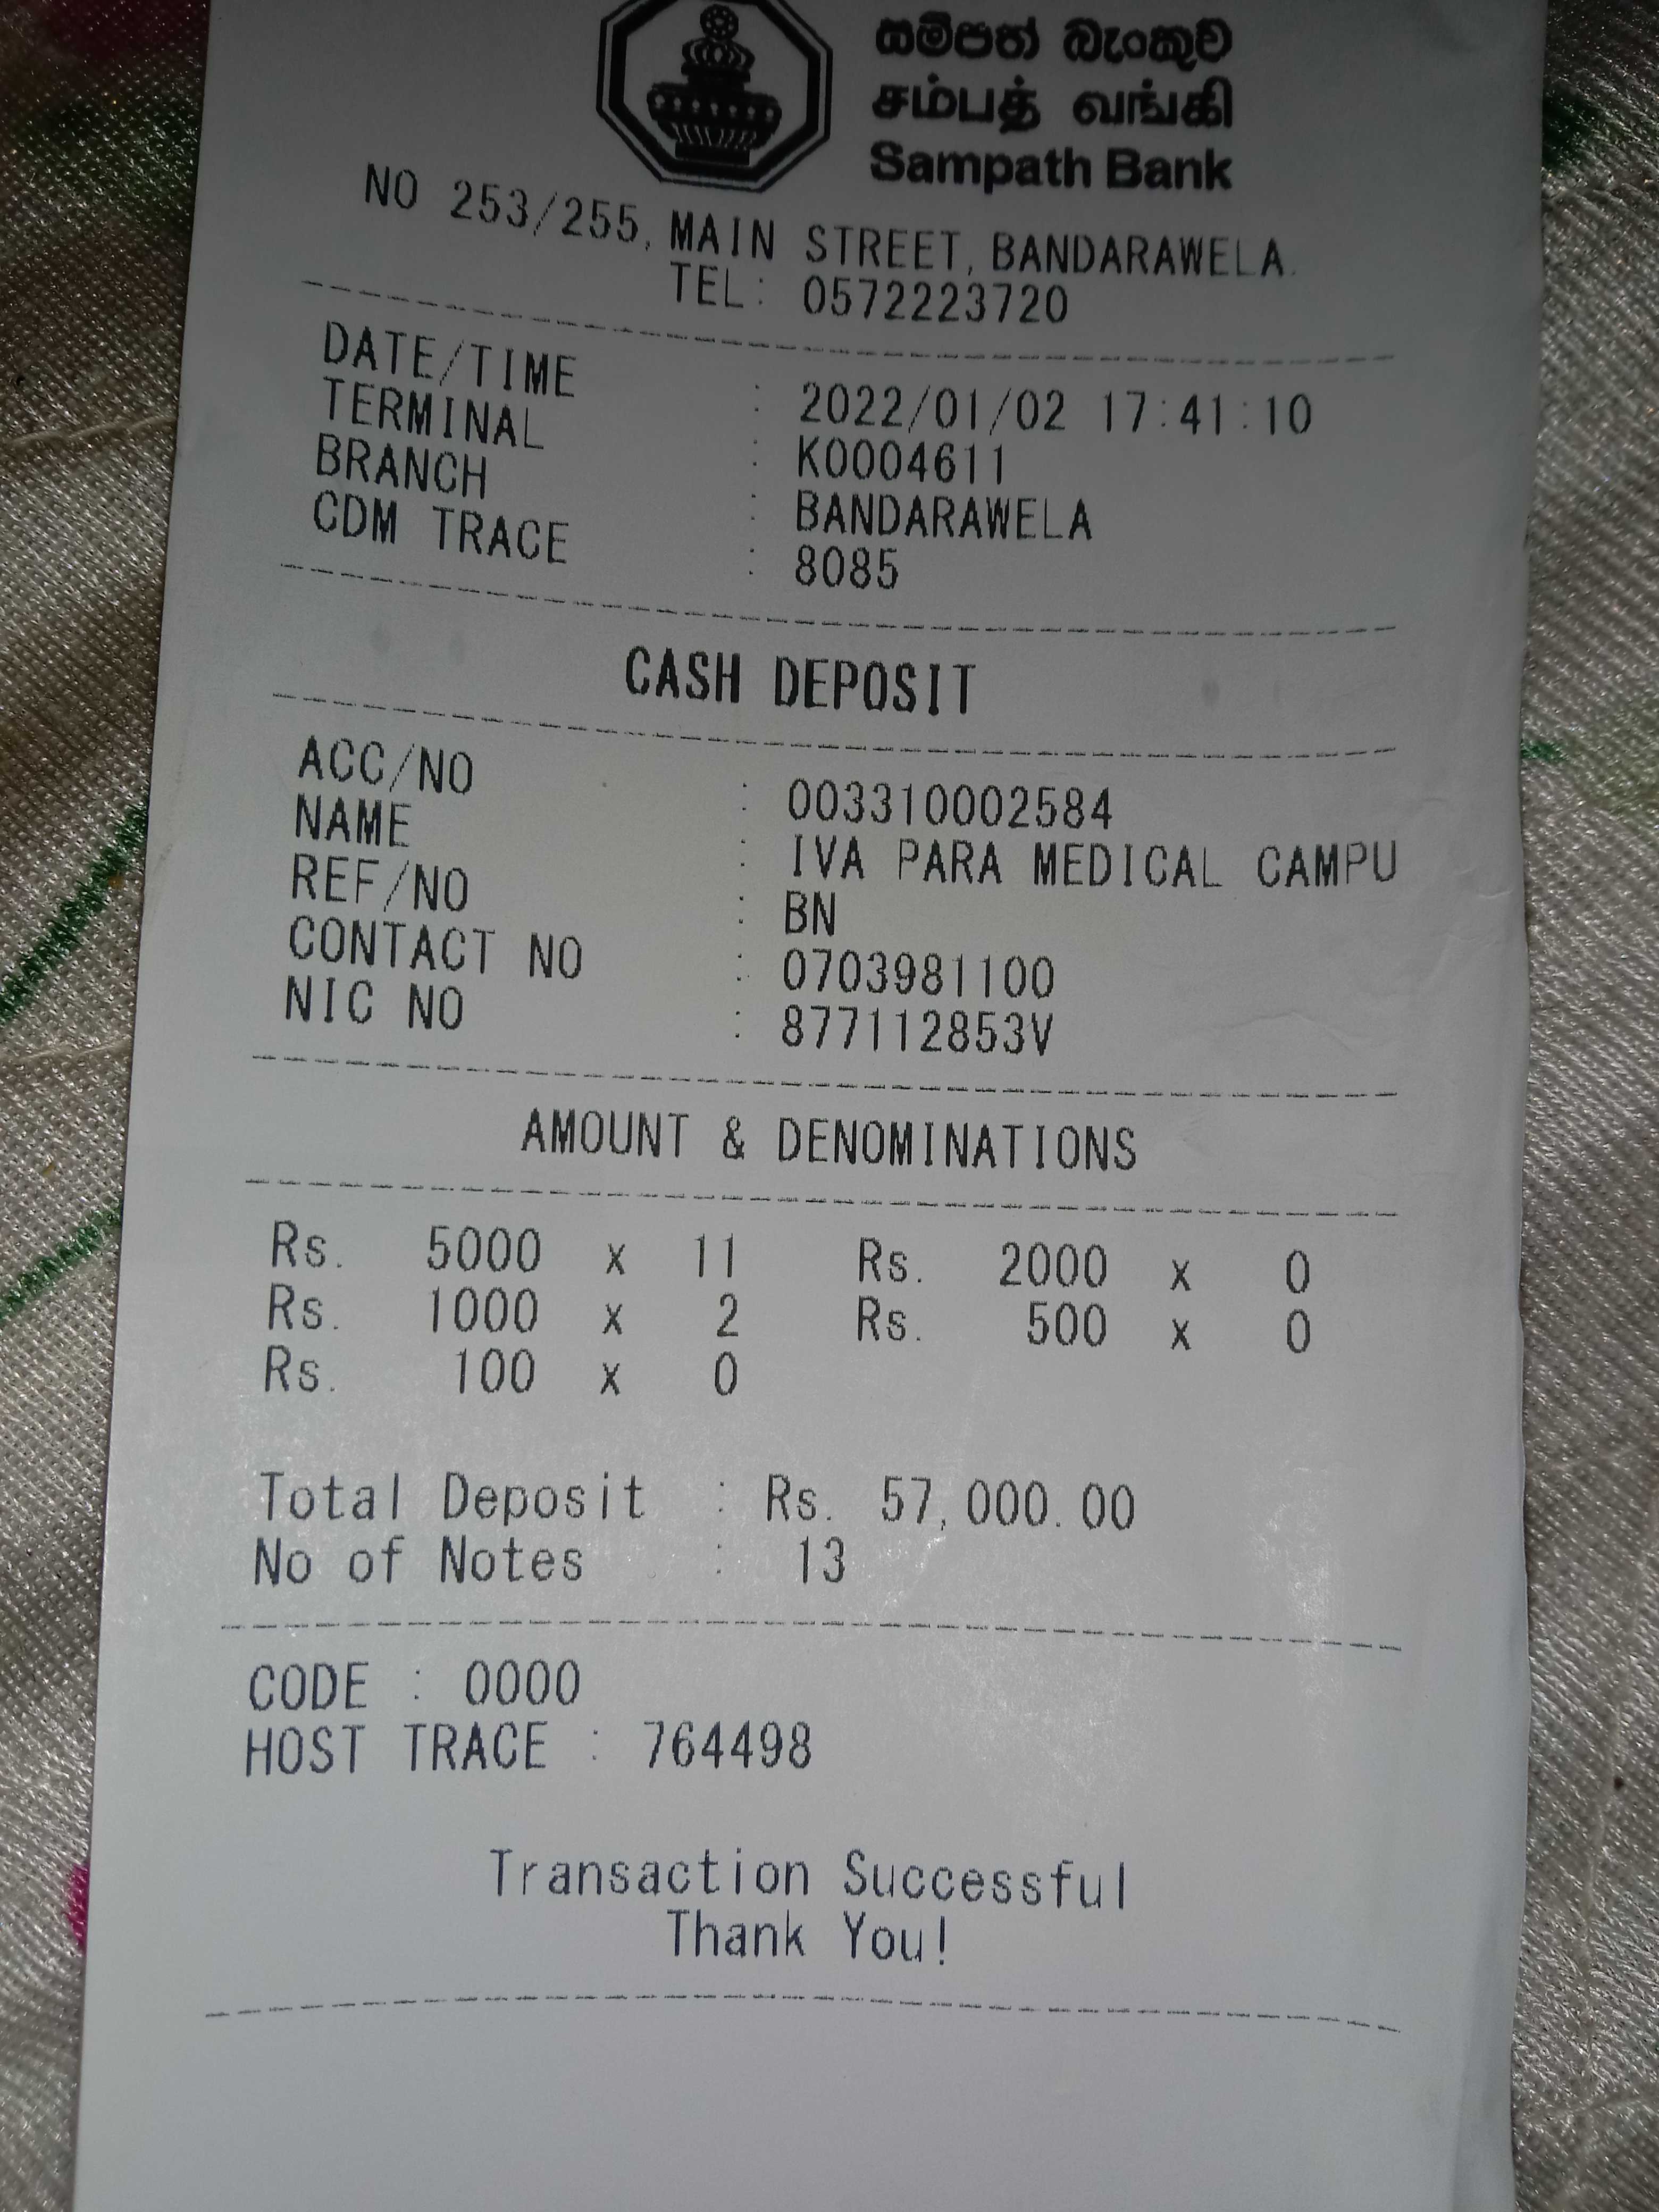 සම්පත් බැංකුව
சம்பத் வங்கி
Sampath Bank
NO 253/255, MAIN STREET, BANDARAWELA.
TEL: 0572223720
DATE/TIME : 2022/01/02 17:41:10
TERMINAL : K0004611
BRANCH : BANDARAWELA
CDM TRACE : 8085
CASH DEPOSIT
ACC/NO : 003310002584
NAME : IVA PARA MEDICAL CAMPU
REF/NO : BN
CONTACT NO : 0703981100
NIC NO : 877112853V
AMOUNT & DENOMINATIONS
Rs. 5000 x 11 Rs. 2000 x 0
Rs. 1000 x 2 Rs. 500 x 0
Rs. 100 x 0
Total Deposit : Rs. 57,000.00
No of Notes : 13
CODE : 0000
HOST TRACE : 764498
Transaction Successful
Thank You!